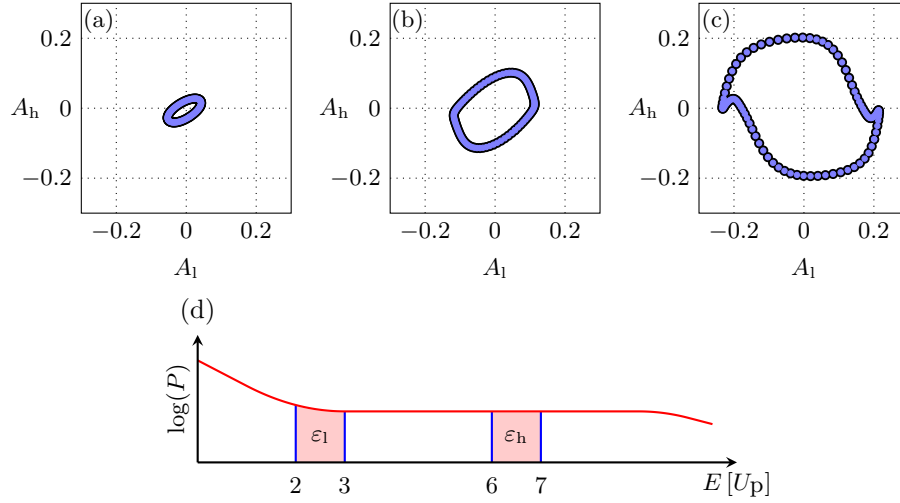 (a) (b) (c)
0.2 0.2 0.2
A_h 0 A_h 0 A_h 0
−0.2 −0.2 −0.2
−0.2 0 0.2 −0.2 0 0.2 −0.2 0 0.2
A_l A_l A_l
(d)
log(P)
ε_l ε_h
2 3 6 7 E [U_p]